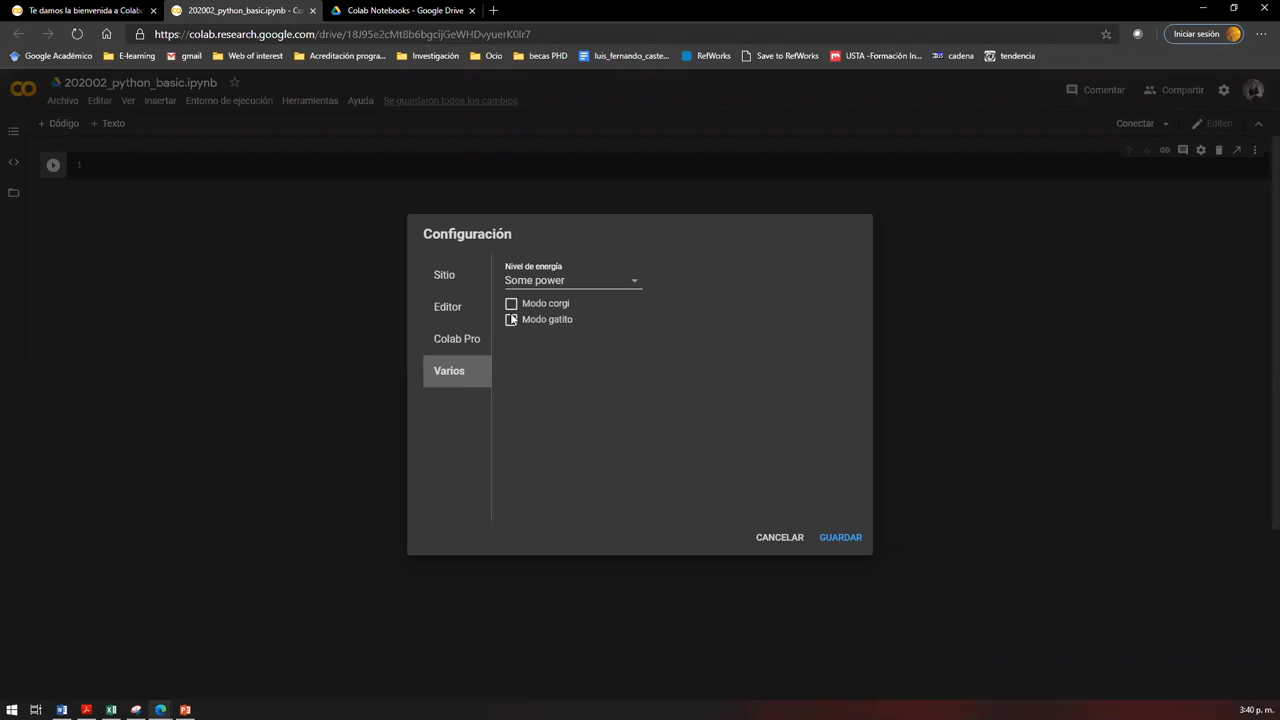 Te damos la bienvenida a Colabo
202002_python_basic.ipynb - Co
Colab Notebooks - Google Drive
https://colab.research.google.com/drive/18J95e2cMt8b6bgcijGeWHDvyuerK0Ir7
Iniciar sesión
Google Académico
E-learning
gmail
Web of interest
Acreditación progra...
Investigación
Ocio
becas PHD
luis_fernando_caste...
RefWorks
Save to RefWorks
USTA -Formación In...
cadena
tendencia
CO
202002_python_basic.ipynb
Comentar
Compartir
Archivo
Editar
Ver
Insertar
Entorno de ejecución
Herramientas
Ayuda
Se guardaron todos los cambios
+ Código
+ Texto
Conectar
Editen
1
Configuración
Sitio
Editor
Colab Pro
Varios
Nivel de energía
Some power
Modo corgi
Modo gatito
CANCELAR
GUARDAR
3:40 p. m.